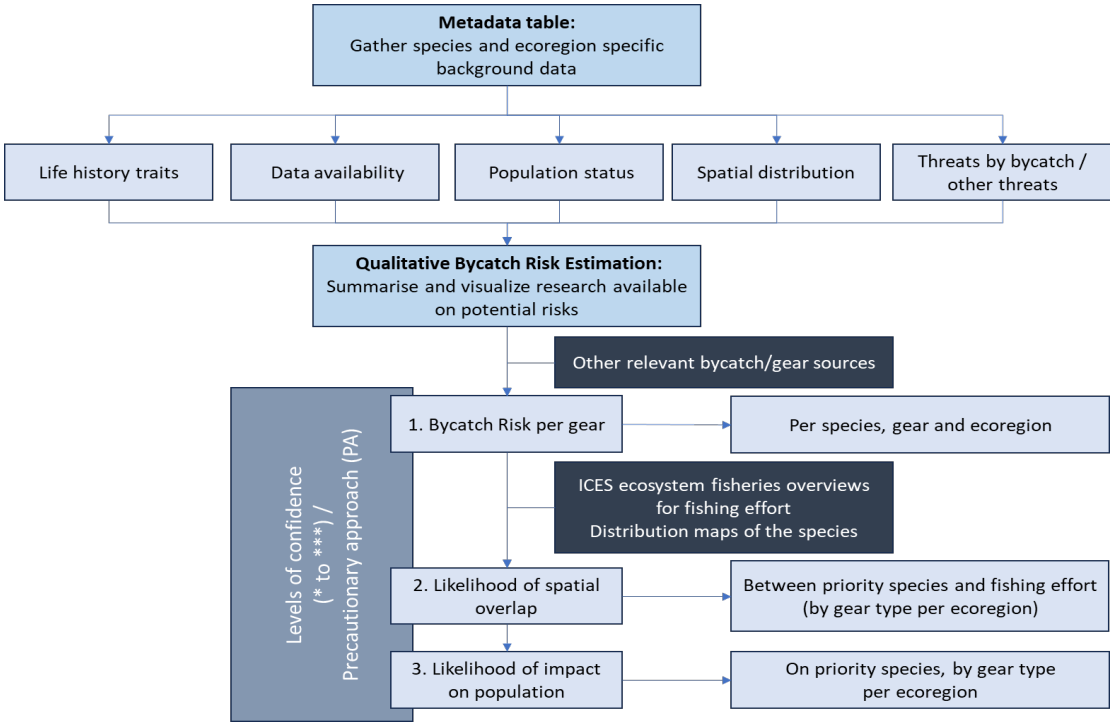 Metadata table:
Gather species and ecoregion specific
background data
Life history traits
Data availability
Population status
Spatial distribution
Threats by bycatch /
other threats
Qualitative Bycatch Risk Estimation:
Summarise and visualize research available
on potential risks
Other relevant bycatch/gear sources
Levels of confidence
(* to ***) /
Precautionary approach (PA)
1. Bycatch Risk per gear
Per species, gear and ecoregion
ICES ecosystem fisheries overviews
for fishing effort
Distribution maps of the species
2. Likelihood of spatial
overlap
Between priority species and fishing effort
(by gear type per ecoregion)
3. Likelihood of impact
on population
On priority species, by gear type
per ecoregion